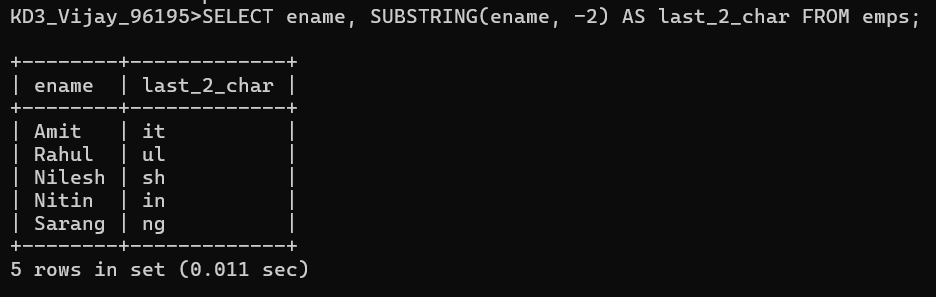 KD3_Vijay_96195>SELECT ename, SUBSTRING(ename, -2) AS last_2_char FROM emps;
+--------+-------------+
| ename  | last_2_char |
+--------+-------------+
| Amit   | it          |
| Rahul  | ul          |
| Nilesh | sh          |
| Nitin  | in          |
| Sarang | ng          |
+--------+-------------+
5 rows in set (0.011 sec)